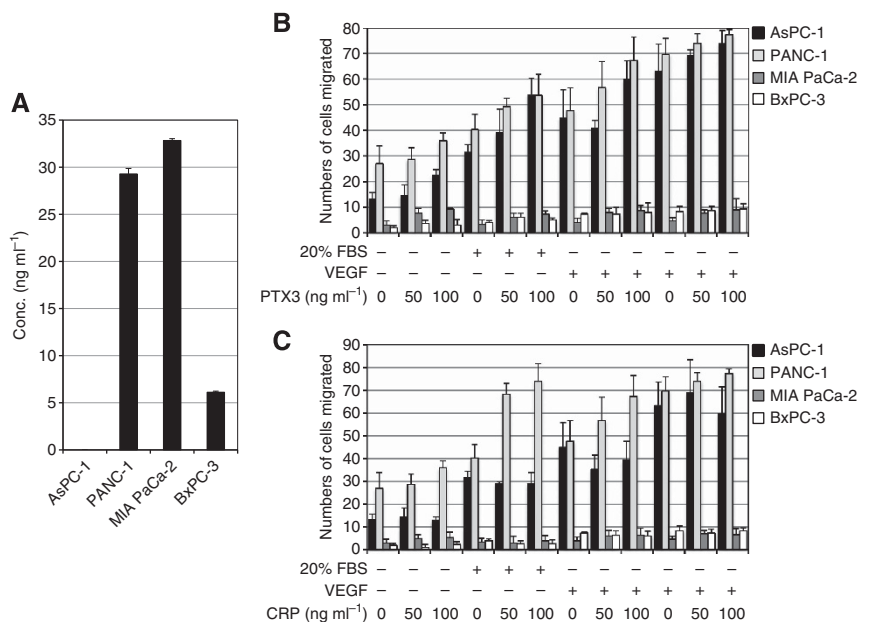 A
Conc. (ng ml⁻¹)
35
30
25
20
15
10
5
0
AsPC-1
PANC-1
MIA PaCa-2
BxPC-3
B
Numbers of cells migrated
80
70
60
50
40
30
20
10
0
AsPC-1
PANC-1
MIA PaCa-2
BxPC-3
20% FBS – – – + + +
VEGF – – – – – – + + + + + +
PTX3 (ng ml⁻¹) 0 50 100 0 50 100 0 50 100 0 50 100
C
Numbers of cells migrated
90
80
70
60
50
40
30
20
10
0
AsPC-1
PANC-1
MIA PaCa-2
BxPC-3
20% FBS – – – + + +
VEGF – – – – – – + + + + + +
CRP (ng ml⁻¹) 0 50 100 0 50 100 0 50 100 0 50 100